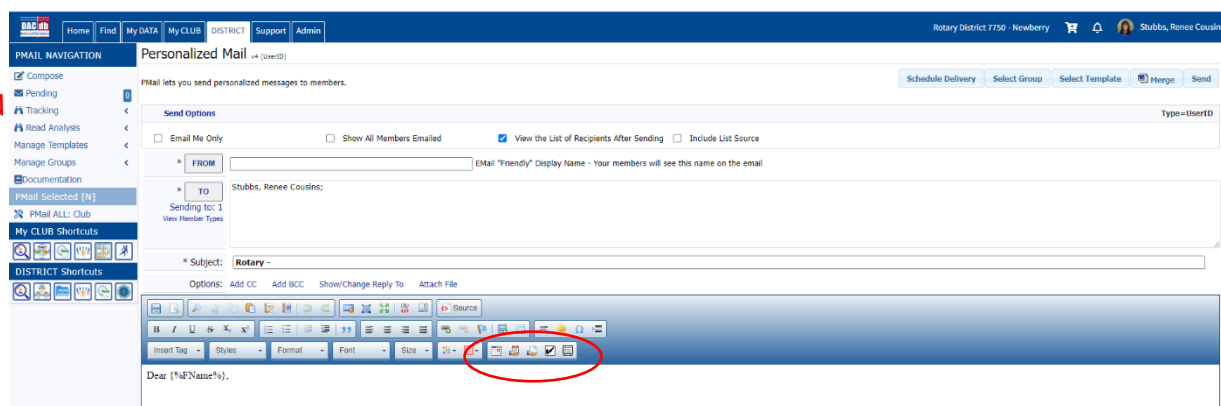 DACdb
Home Find My DATA My CLUB DISTRICT Support Admin
Rotary District 7750 - Newberry
Stubbs, Renee Cousin
PMAIL NAVIGATION
Compose
Pending 0
Tracking
Read Analysis
Manage Templates
Manage Groups
Documentation
PMail Selected [N]
PMail ALL: Club
My CLUB Shortcuts
DISTRICT Shortcuts
Personalized Mail v4 (UserID)
PMail lets you send personalized messages to members.
Schedule Delivery Select Group Select Template Merge Send
Send Options Type=UserID
Email Me Only Show All Members Emailed View the List of Recipients After Sending Include List Source
* FROM EMail "Friendly" Display Name - Your members will see this name on the email
* TO Stubbs, Renee Cousins;
Sending to: 1
View Member Types
* Subject: Rotary -
Options: Add CC Add BCC Show/Change Reply To Attach File
Source
B I U S X, X²
Insert Tag Styles Format Font Size
Dear {%FName%},